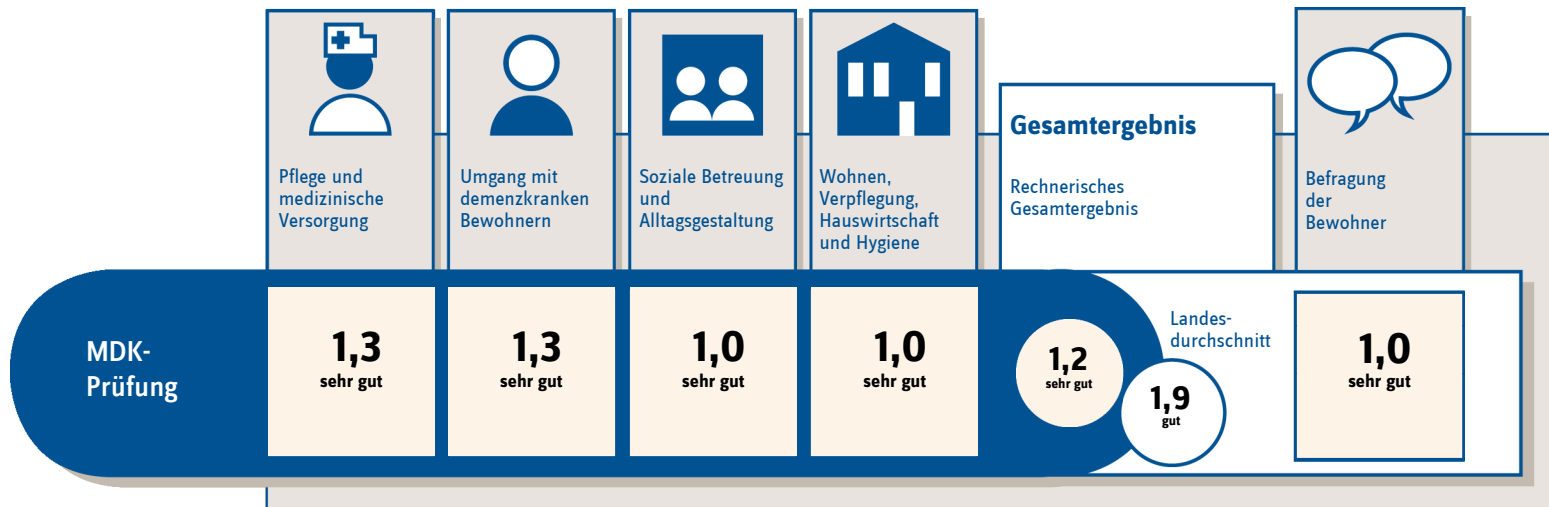 Pflege und
medizinische
Versorgung
Umgang mit
demenzkranken
Bewohnern
Soziale Betreuung
und
Alltagsgestaltung
Wohnen,
Verpflegung,
Hauswirtschaft
und Hygiene
Gesamtergebnis
Rechnerisches
Gesamtergebnis
Befragung
der
Bewohner
MDK-
Prüfung
1,3
sehr gut
1,3
sehr gut
1,0
sehr gut
1,0
sehr gut
1,2
sehr gut
Landes-
durchschnitt
1,9
gut
1,0
sehr gut